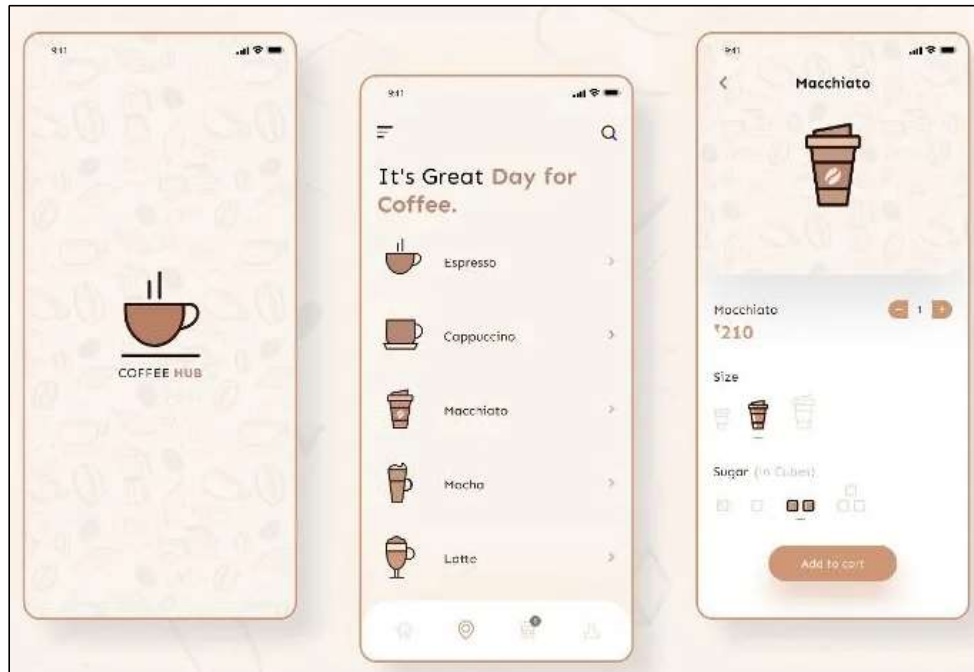 9:41
COFFEE HUB
9:41
It's Great Day for
Coffee.
Espresso
Cappuccino
Macchiato
Mocha
Latte
9:41
Macchiato
Macchiato
₹210
- 1 +
Size
Sugar (In Cubes)
Add to cart